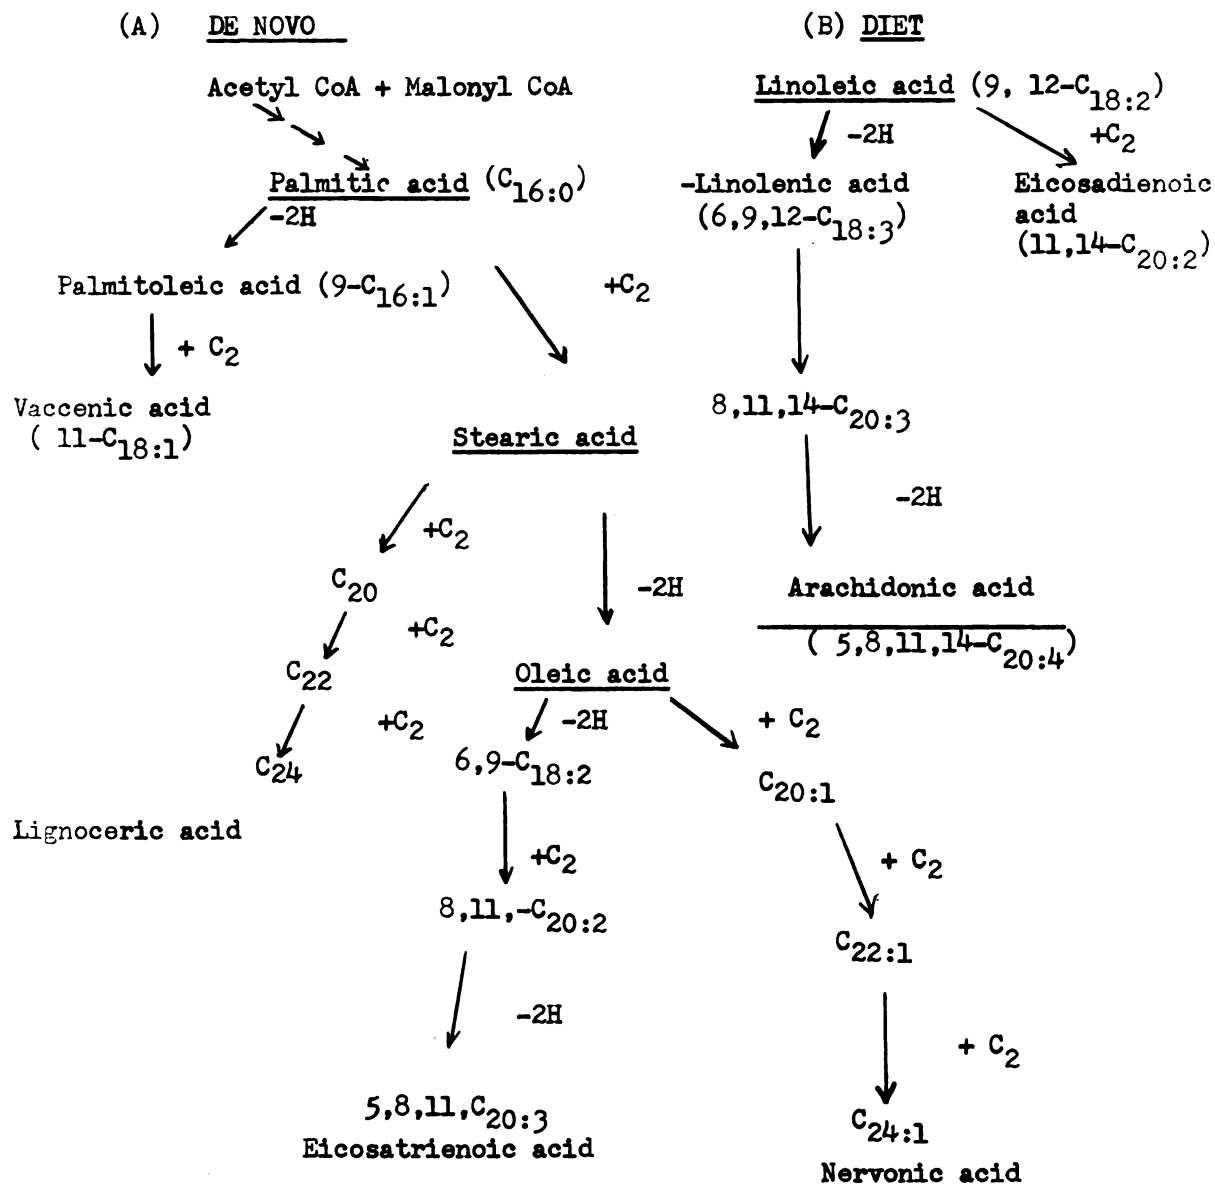 (A) DE NOVO
Acetyl CoA + Malonyl CoA
Palmitic acid (C16:0)
-2H
Palmitoleic acid (9-C16:1)
+C2
+ C2
Vaccenic acid
( 11-C18:1)
Stearic acid
+C2
C20
-2H
+C2
C22
Oleic acid
+C2
-2H
+ C2
C24
6,9-C18:2
C20:1
Lignoceric acid
+C2
+ C2
8,11,-C20:2
C22:1
-2H
+ C2
5,8,11,C20:3
Eicosatrienoic acid
C24:1
Nervonic acid
(B) DIET
Linoleic acid (9, 12-C18:2)
-2H
+C2
-Linolenic acid
(6,9,12-C18:3)
Eicosadienoic
acid
(11,14-C20:2)
8,11,14-C20:3
-2H
Arachidonic acid
( 5,8,11,14-C20:4)